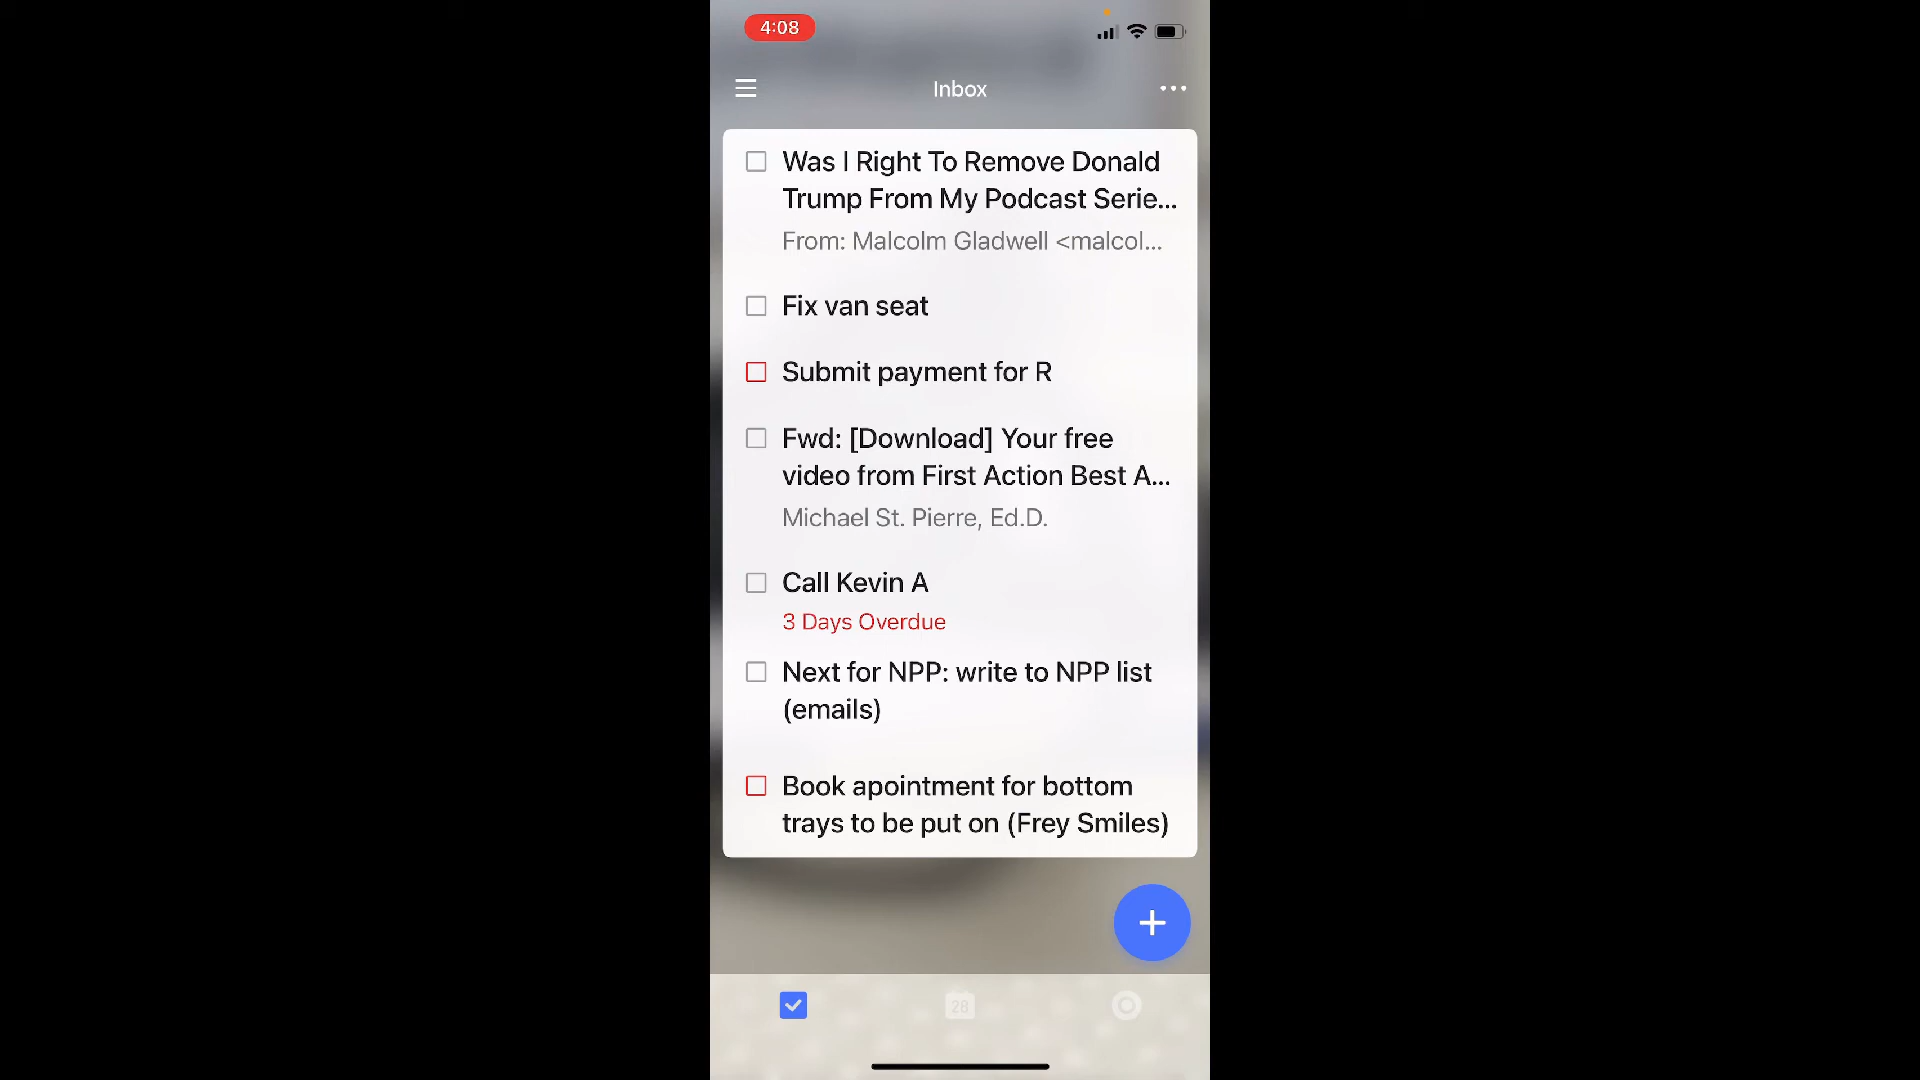 4:08
Inbox
Was I Right To Remove Donald
Trump From My Podcast Serie...
From: Malcolm Gladwell <malcol...
Fix van seat
Submit payment for R
Fwd: [Download] Your free
video from First Action Best A...
Michael St. Pierre, Ed.D.
Call Kevin A
3 Days Overdue
Next for NPP: write to NPP list
(emails)
Book apointment for bottom
trays to be put on (Frey Smiles)
28